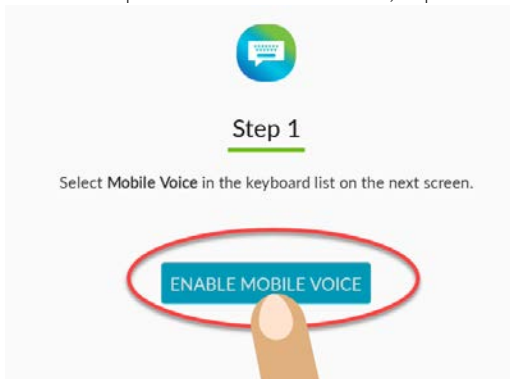 Step 1
Select Mobile Voice in the keyboard list on the next screen.
ENABLE MOBILE VOICE